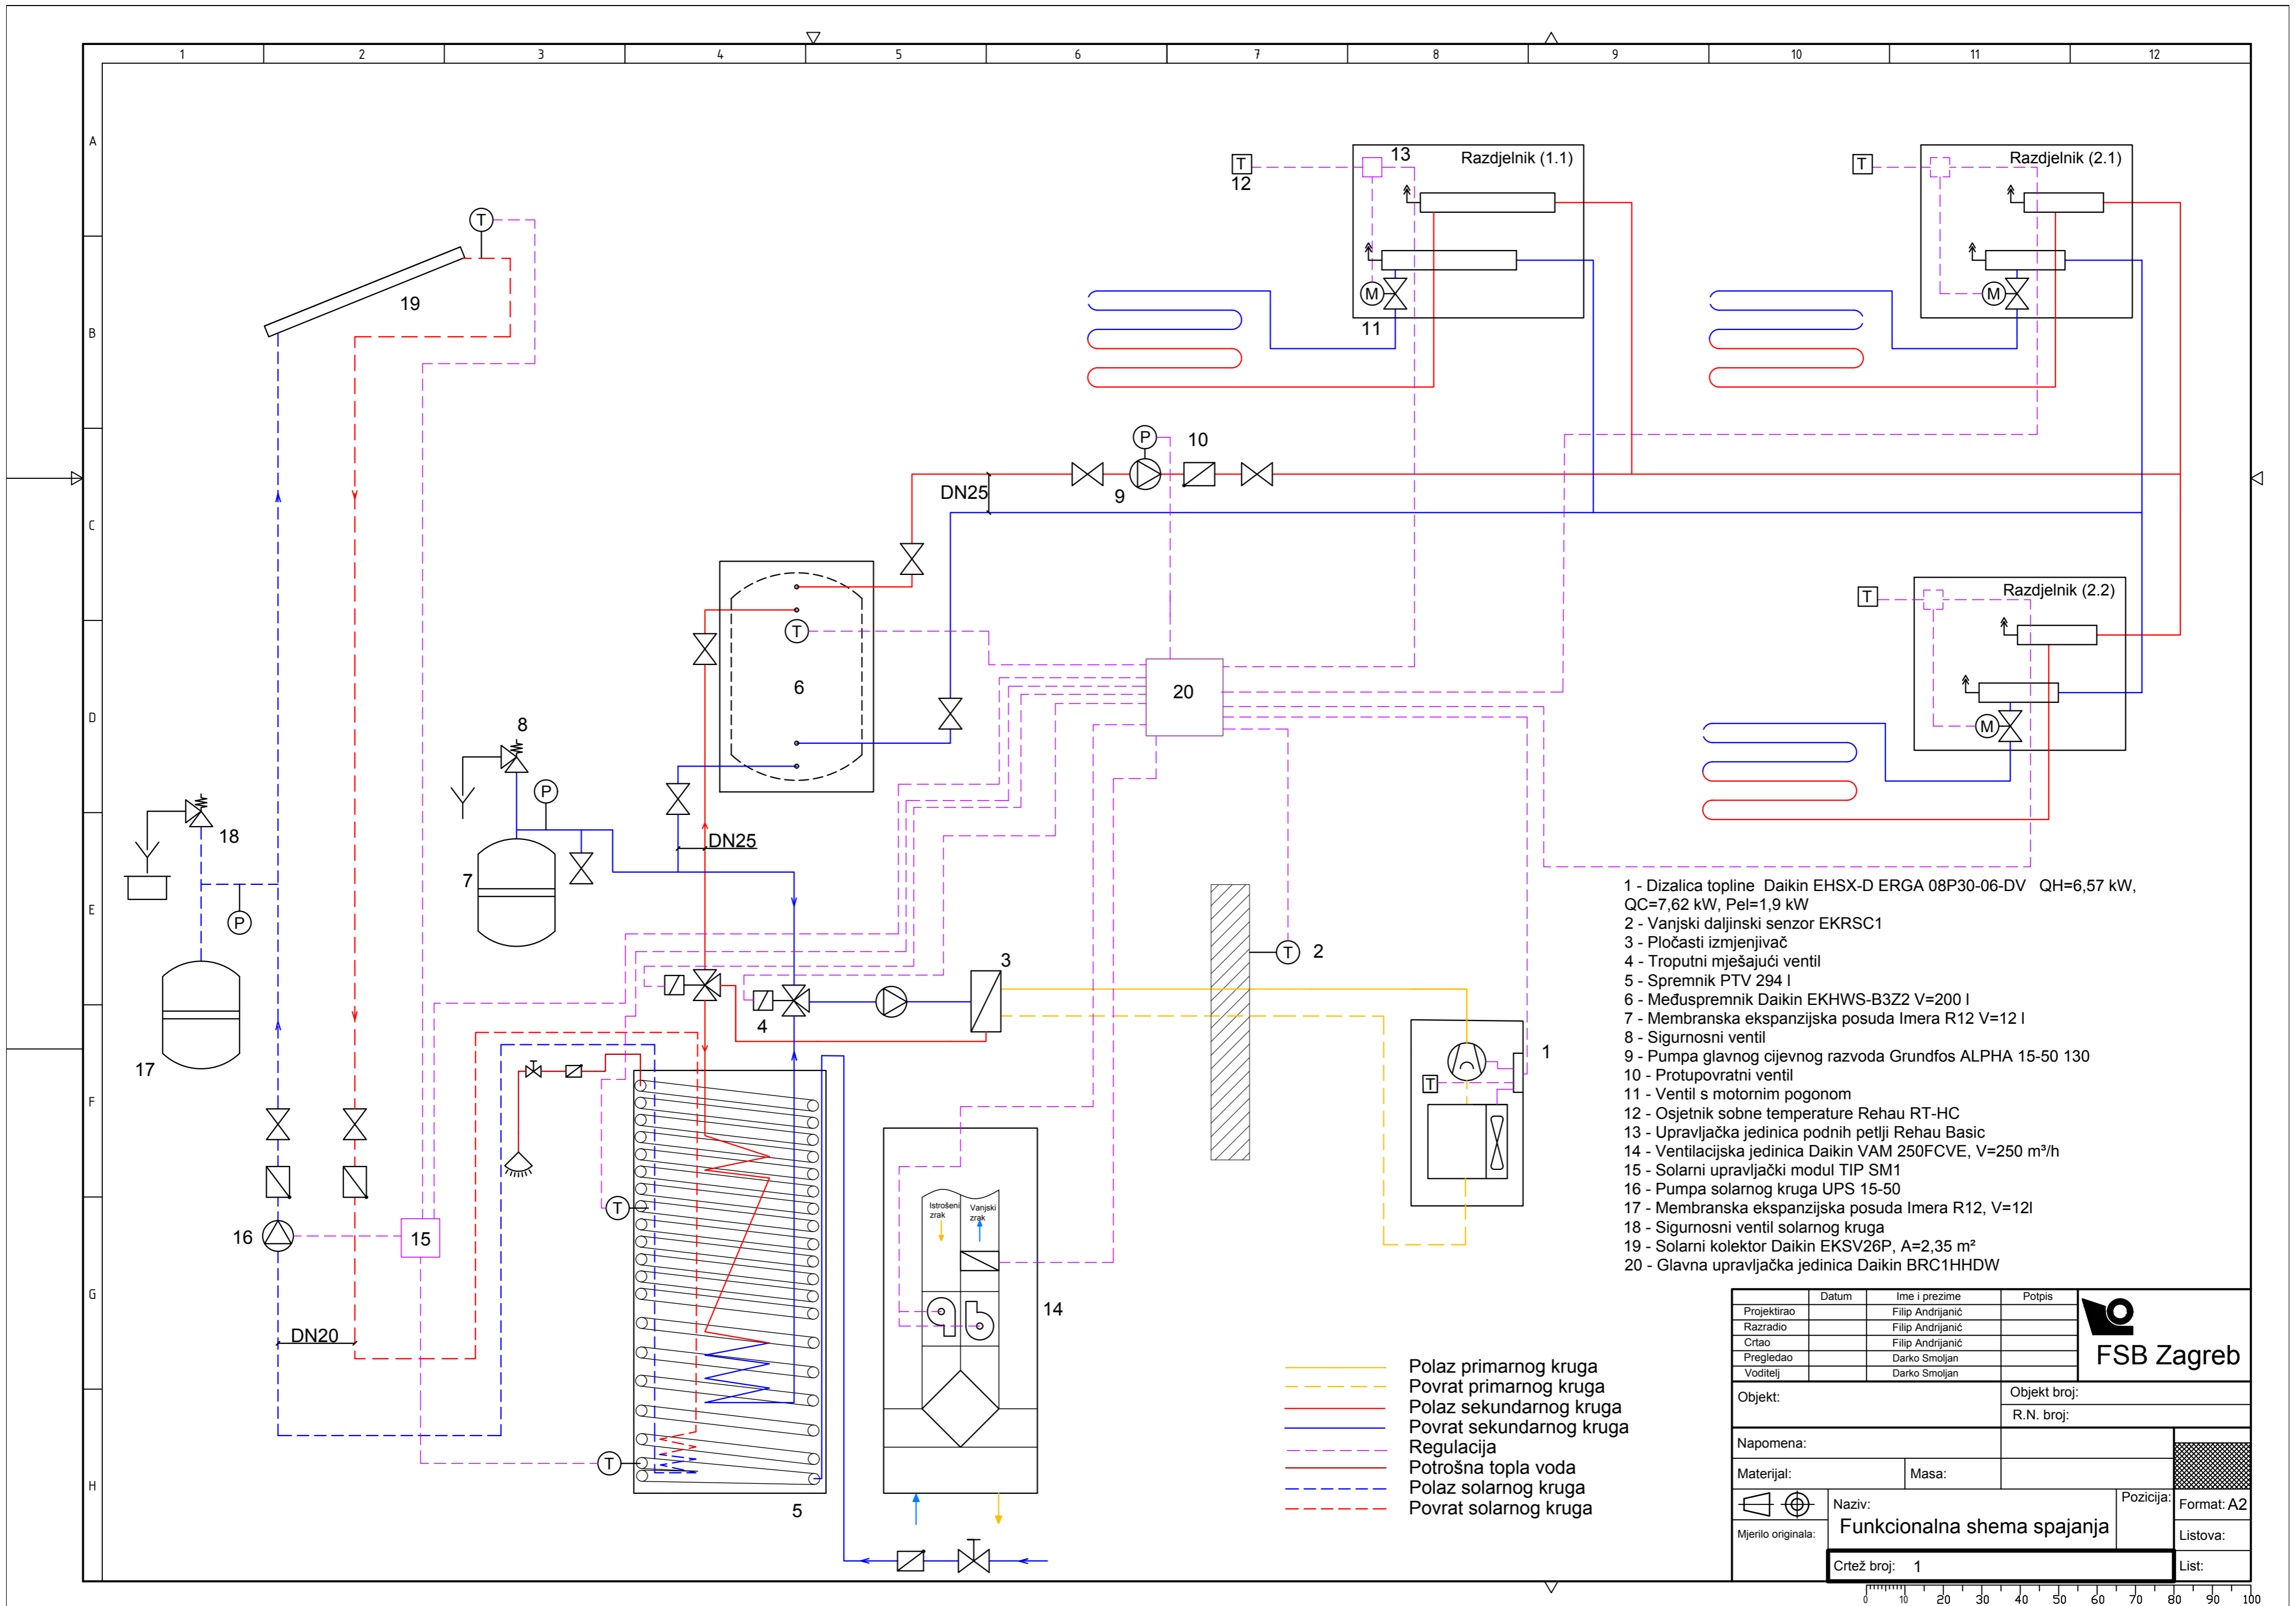 1 2 3 4 5 6 7 8 9 10 11 12
A
B
C
D
E
F
G
H
T
19
T
12
13
Razdjelnik (1.1)
M
11
T
Razdjelnik (2.1)
M
P
10
9
DN25
T
6
20
T
Razdjelnik (2.2)
M
8
P
7
DN25
18
P
17
T
2
3
4
1
T
16
15
T
DN20
T
5
Istrošeni
zrak
Vanjski
zrak
14
1 - Dizalica topline Daikin EHSX-D ERGA 08P30-06-DV QH=6,57 kW,
QC=7,62 kW, Pel=1,9 kW
2 - Vanjski daljinski senzor EKRSC1
3 - Pločasti izmjenjivač
4 - Troputni mješajući ventil
5 - Spremnik PTV 294 l
6 - Međuspremnik Daikin EKHWS-B3Z2 V=200 l
7 - Membranska ekspanzijska posuda Imera R12 V=12 l
8 - Sigurnosni ventil
9 - Pumpa glavnog cijevnog razvoda Grundfos ALPHA 15-50 130
10 - Protupovratni ventil
11 - Ventil s motornim pogonom
12 - Osjetnik sobne temperature Rehau RT-HC
13 - Upravljačka jedinica podnih petlji Rehau Basic
14 - Ventilacijska jedinica Daikin VAM 250FCVE, V=250 m³/h
15 - Solarni upravljački modul TIP SM1
16 - Pumpa solarnog kruga UPS 15-50
17 - Membranska ekspanzijska posuda Imera R12, V=12l
18 - Sigurnosni ventil solarnog kruga
19 - Solarni kolektor Daikin EKSV26P, A=2,35 m²
20 - Glavna upravljačka jedinica Daikin BRC1HHDW
Polaz primarnog kruga
Povrat primarnog kruga
Polaz sekundarnog kruga
Povrat sekundarnog kruga
Regulacija
Potrošna topla voda
Polaz solarnog kruga
Povrat solarnog kruga
Datum Ime i prezime Potpis
Projektirao Filip Andrijanić
Razradio Filip Andrijanić
Crtao Filip Andrijanić
Pregledao Darko Smoljan
Voditelj Darko Smoljan
FSB Zagreb
Objekt:
Objekt broj:
R.N. broj:
Napomena:
Materijal:
Masa:
Naziv:
Funkcionalna shema spajanja
Pozicija:
Format: A2
Mjerilo originala:
Listova:
Crtež broj: 1
List:
0 10 20 30 40 50 60 70 80 90 100